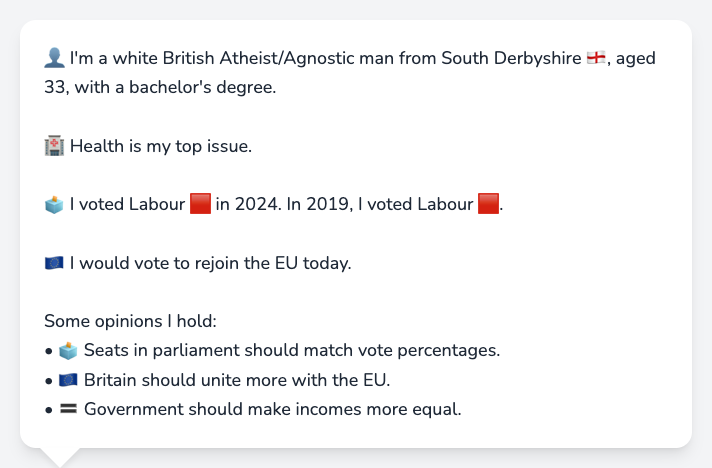 👤 I'm a white British Atheist/Agnostic man from South Derbyshire 🏴󠁧󠁢󠁥󠁮󠁧󠁿, aged
33, with a bachelor's degree.
🏥 Health is my top issue.
🗳️ I voted Labour 🟥 in 2024. In 2019, I voted Labour 🟥.
🇪🇺 I would vote to rejoin the EU today.
Some opinions I hold:
• 🗳️ Seats in parliament should match vote percentages.
• 🇪🇺 Britain should unite more with the EU.
• 🟰 Government should make incomes more equal.